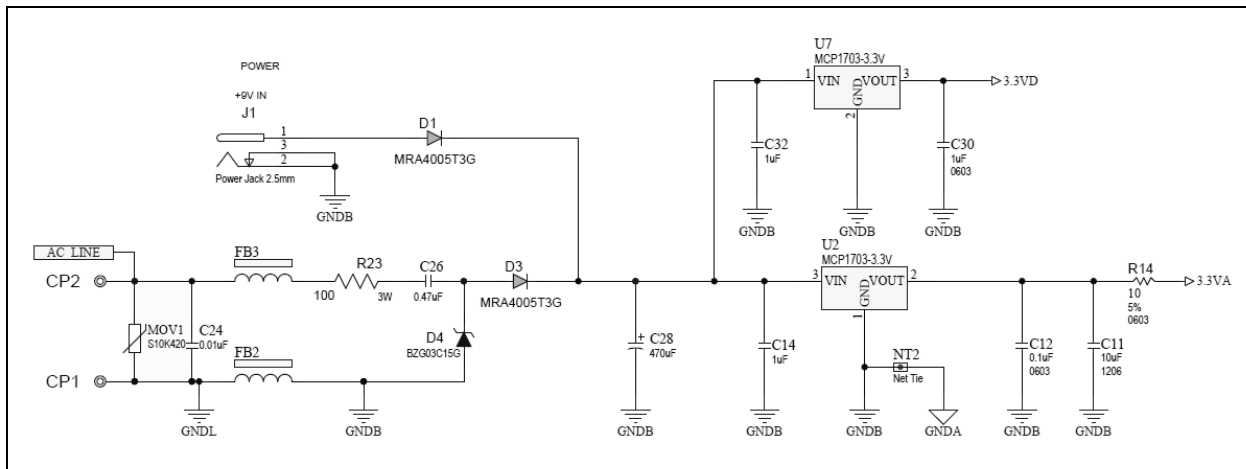 POWER
+9V IN
J1
1
3
2
Power Jack 2.5mm
GNDB
D1
MRA4005T3G
U7
MCP1703-3.3V
1 VIN VOUT 3
GND
2
3.3VD
C32
1uF
C30
1uF
0603
GNDB
GNDB
GNDB
AC LINE
CP2
FB3
R23
100
3W
C26
0.47uF
D3
MRA4005T3G
MOV1
S10K420
C24
0.01uF
D4
BZG03C15G
FB2
CP1
GNDL
GNDB
C28
470uF
GNDB
C14
1uF
GNDB
U2
MCP1703-3.3V
3 VIN VOUT 2
GND
1
NT2
Net Tie
GNDB
GNDA
C12
0.1uF
0603
GNDB
C11
10uF
1206
GNDB
R14
10
5%
0603
3.3VA